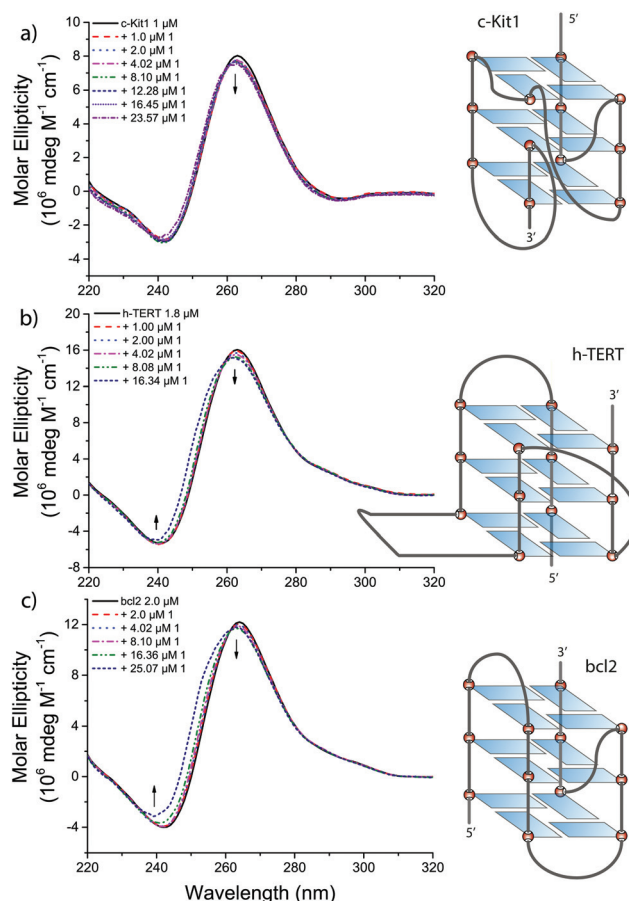 a)
c-Kit1 1 µM
+ 1.0 µM 1
+ 2.0 µM 1
+ 4.02 µM 1
+ 8.10 µM 1
+ 12.28 µM 1
+ 16.45 µM 1
+ 23.57 µM 1
Molar Ellipticity
(10⁶ mdeg M⁻¹ cm⁻¹)
10
8
6
4
2
0
-2
-4
220 240 260 280 300 320
c-Kit1
5'
3'
b)
h-TERT 1.8 µM
+ 1.00 µM 1
+ 2.00 µM 1
+ 4.02 µM 1
+ 8.08 µM 1
+ 16.34 µM 1
Molar Ellipticity
(10⁶ mdeg M⁻¹ cm⁻¹)
20
16
12
8
4
0
-4
-8
220 240 260 280 300 320
h-TERT
3'
5'
c)
bcl2 2.0 µM
+ 2.0 µM 1
+ 4.02 µM 1
+ 8.10 µM 1
+ 16.36 µM 1
+ 25.07 µM 1
Molar Ellipticity
(10⁶ mdeg M⁻¹ cm⁻¹)
12
8
4
0
-4
220 240 260 280 300 320
Wavelength (nm)
bcl2
3'
5'